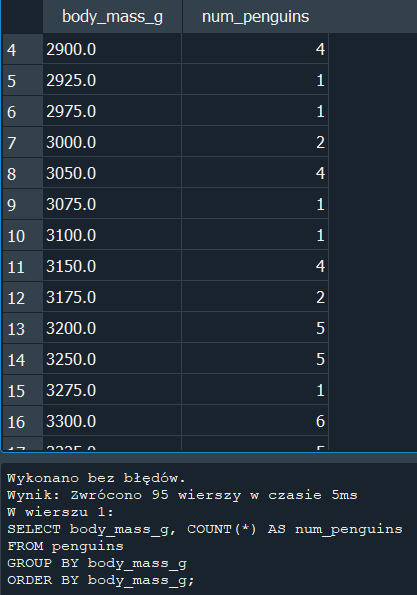 body_mass_g num_penguins
4 2900.0 4
5 2925.0 1
6 2975.0 1
7 3000.0 2
8 3050.0 4
9 3075.0 1
10 3100.0 1
11 3150.0 4
12 3175.0 2
13 3200.0 5
14 3250.0 5
15 3275.0 1
16 3300.0 6
Wykonano bez błędów.
Wynik: Zwrócono 95 wierszy w czasie 5ms
W wierszu 1:
SELECT body_mass_g, COUNT(*) AS num_penguins
FROM penguins
GROUP BY body_mass_g
ORDER BY body_mass_g;